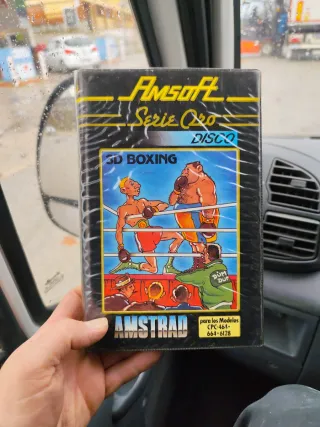 Amsoft
Serie Oro
DISCO
3D BOXING
AMSTRAD
para los Modelos
CPC-464-
664-6128